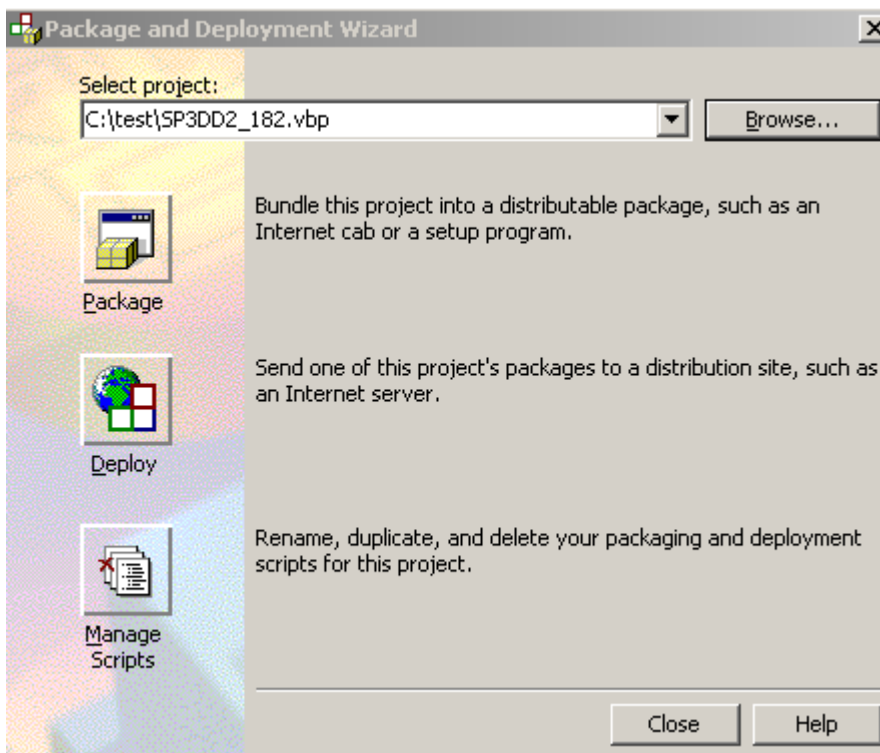 Package and Deployment Wizard
Select project:
C:\test\SP3DD2_182.vbp
Browse...
Bundle this project into a distributable package, such as an
Internet cab or a setup program.
Package
Send one of this project's packages to a distribution site, such as
an Internet server.
Deploy
Rename, duplicate, and delete your packaging and deployment
scripts for this project.
Manage
Scripts
Close
Help